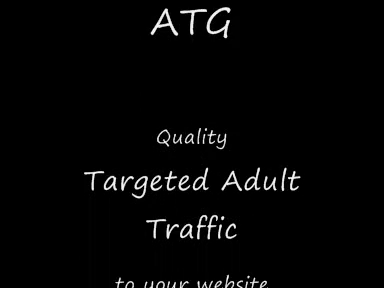 ATG
Quality
Targeted Adult
Traffic
to your website